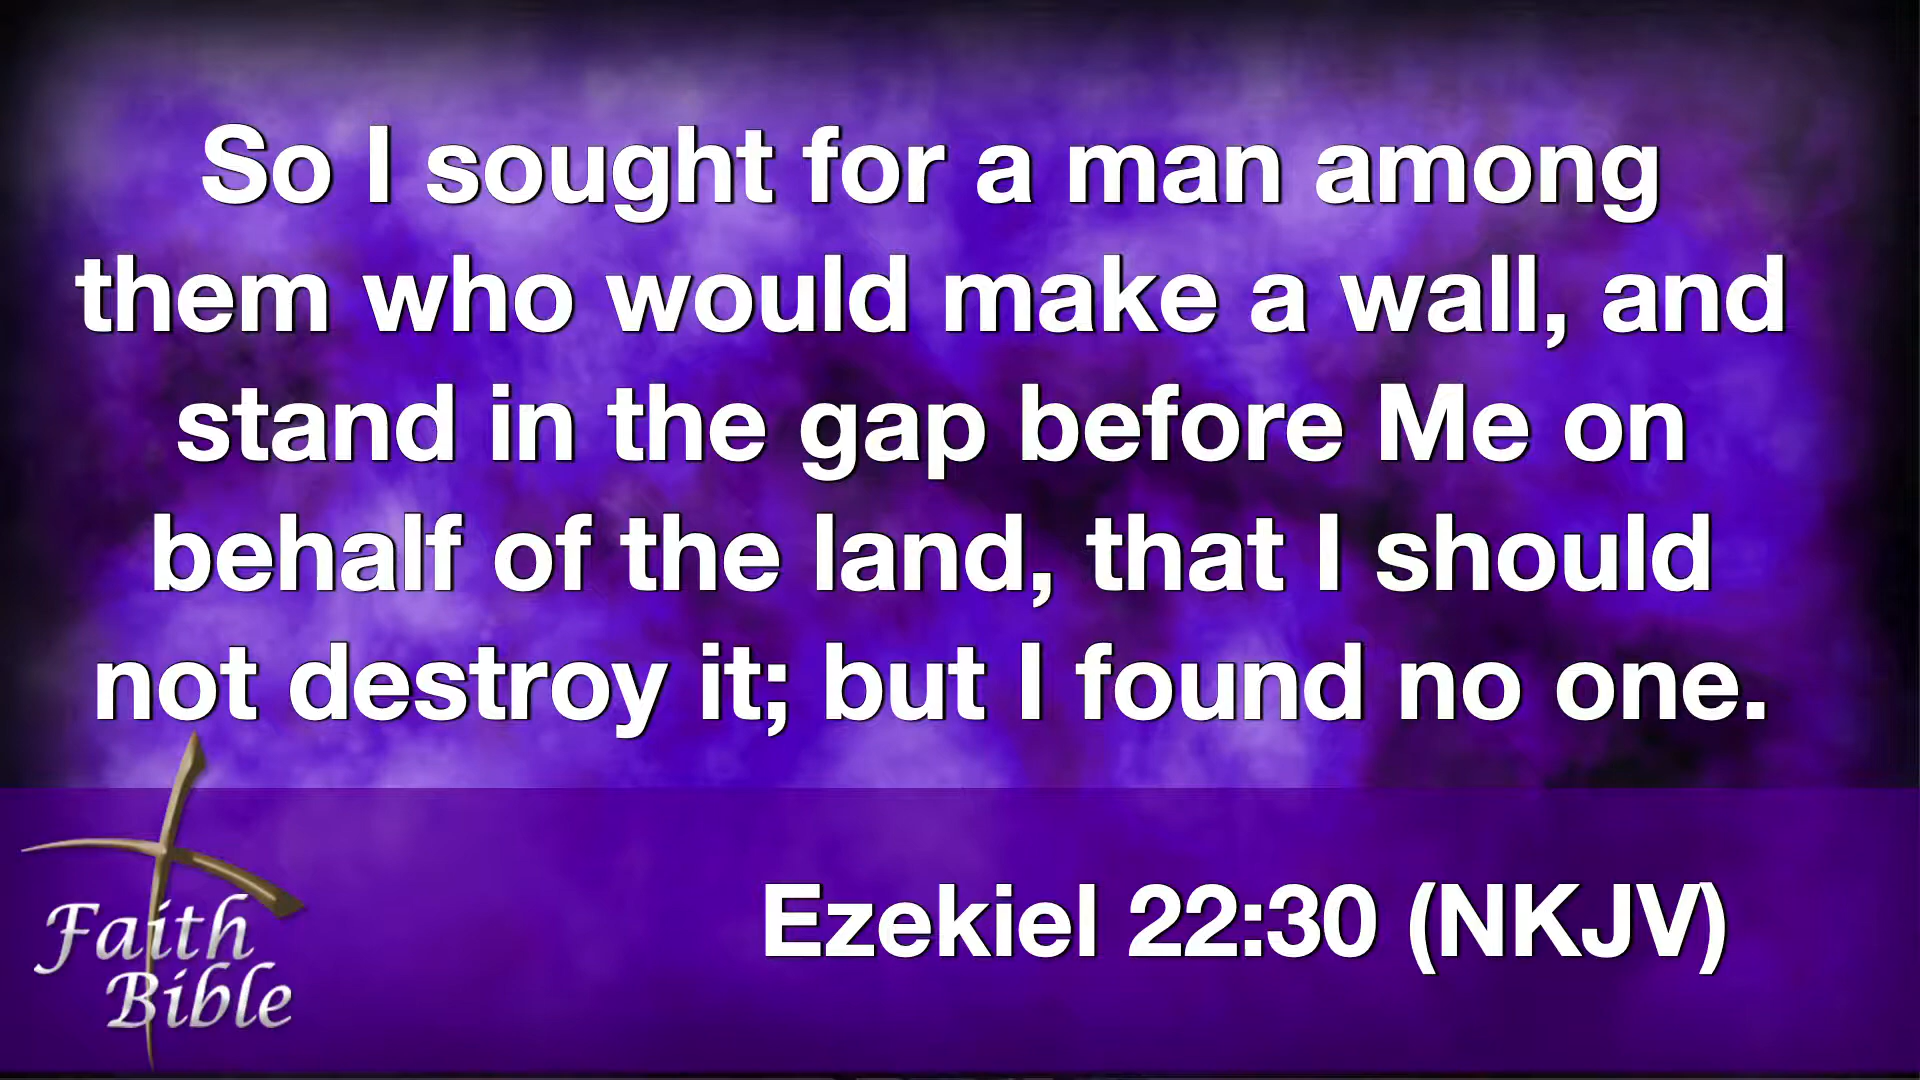 So I sought for a man among
them who would make a wall, and
stand in the gap before Me on
behalf of the land, that I should
not destroy it; but I found no one.
Ezekiel 22:30 (NKJV)
Faith
Bible